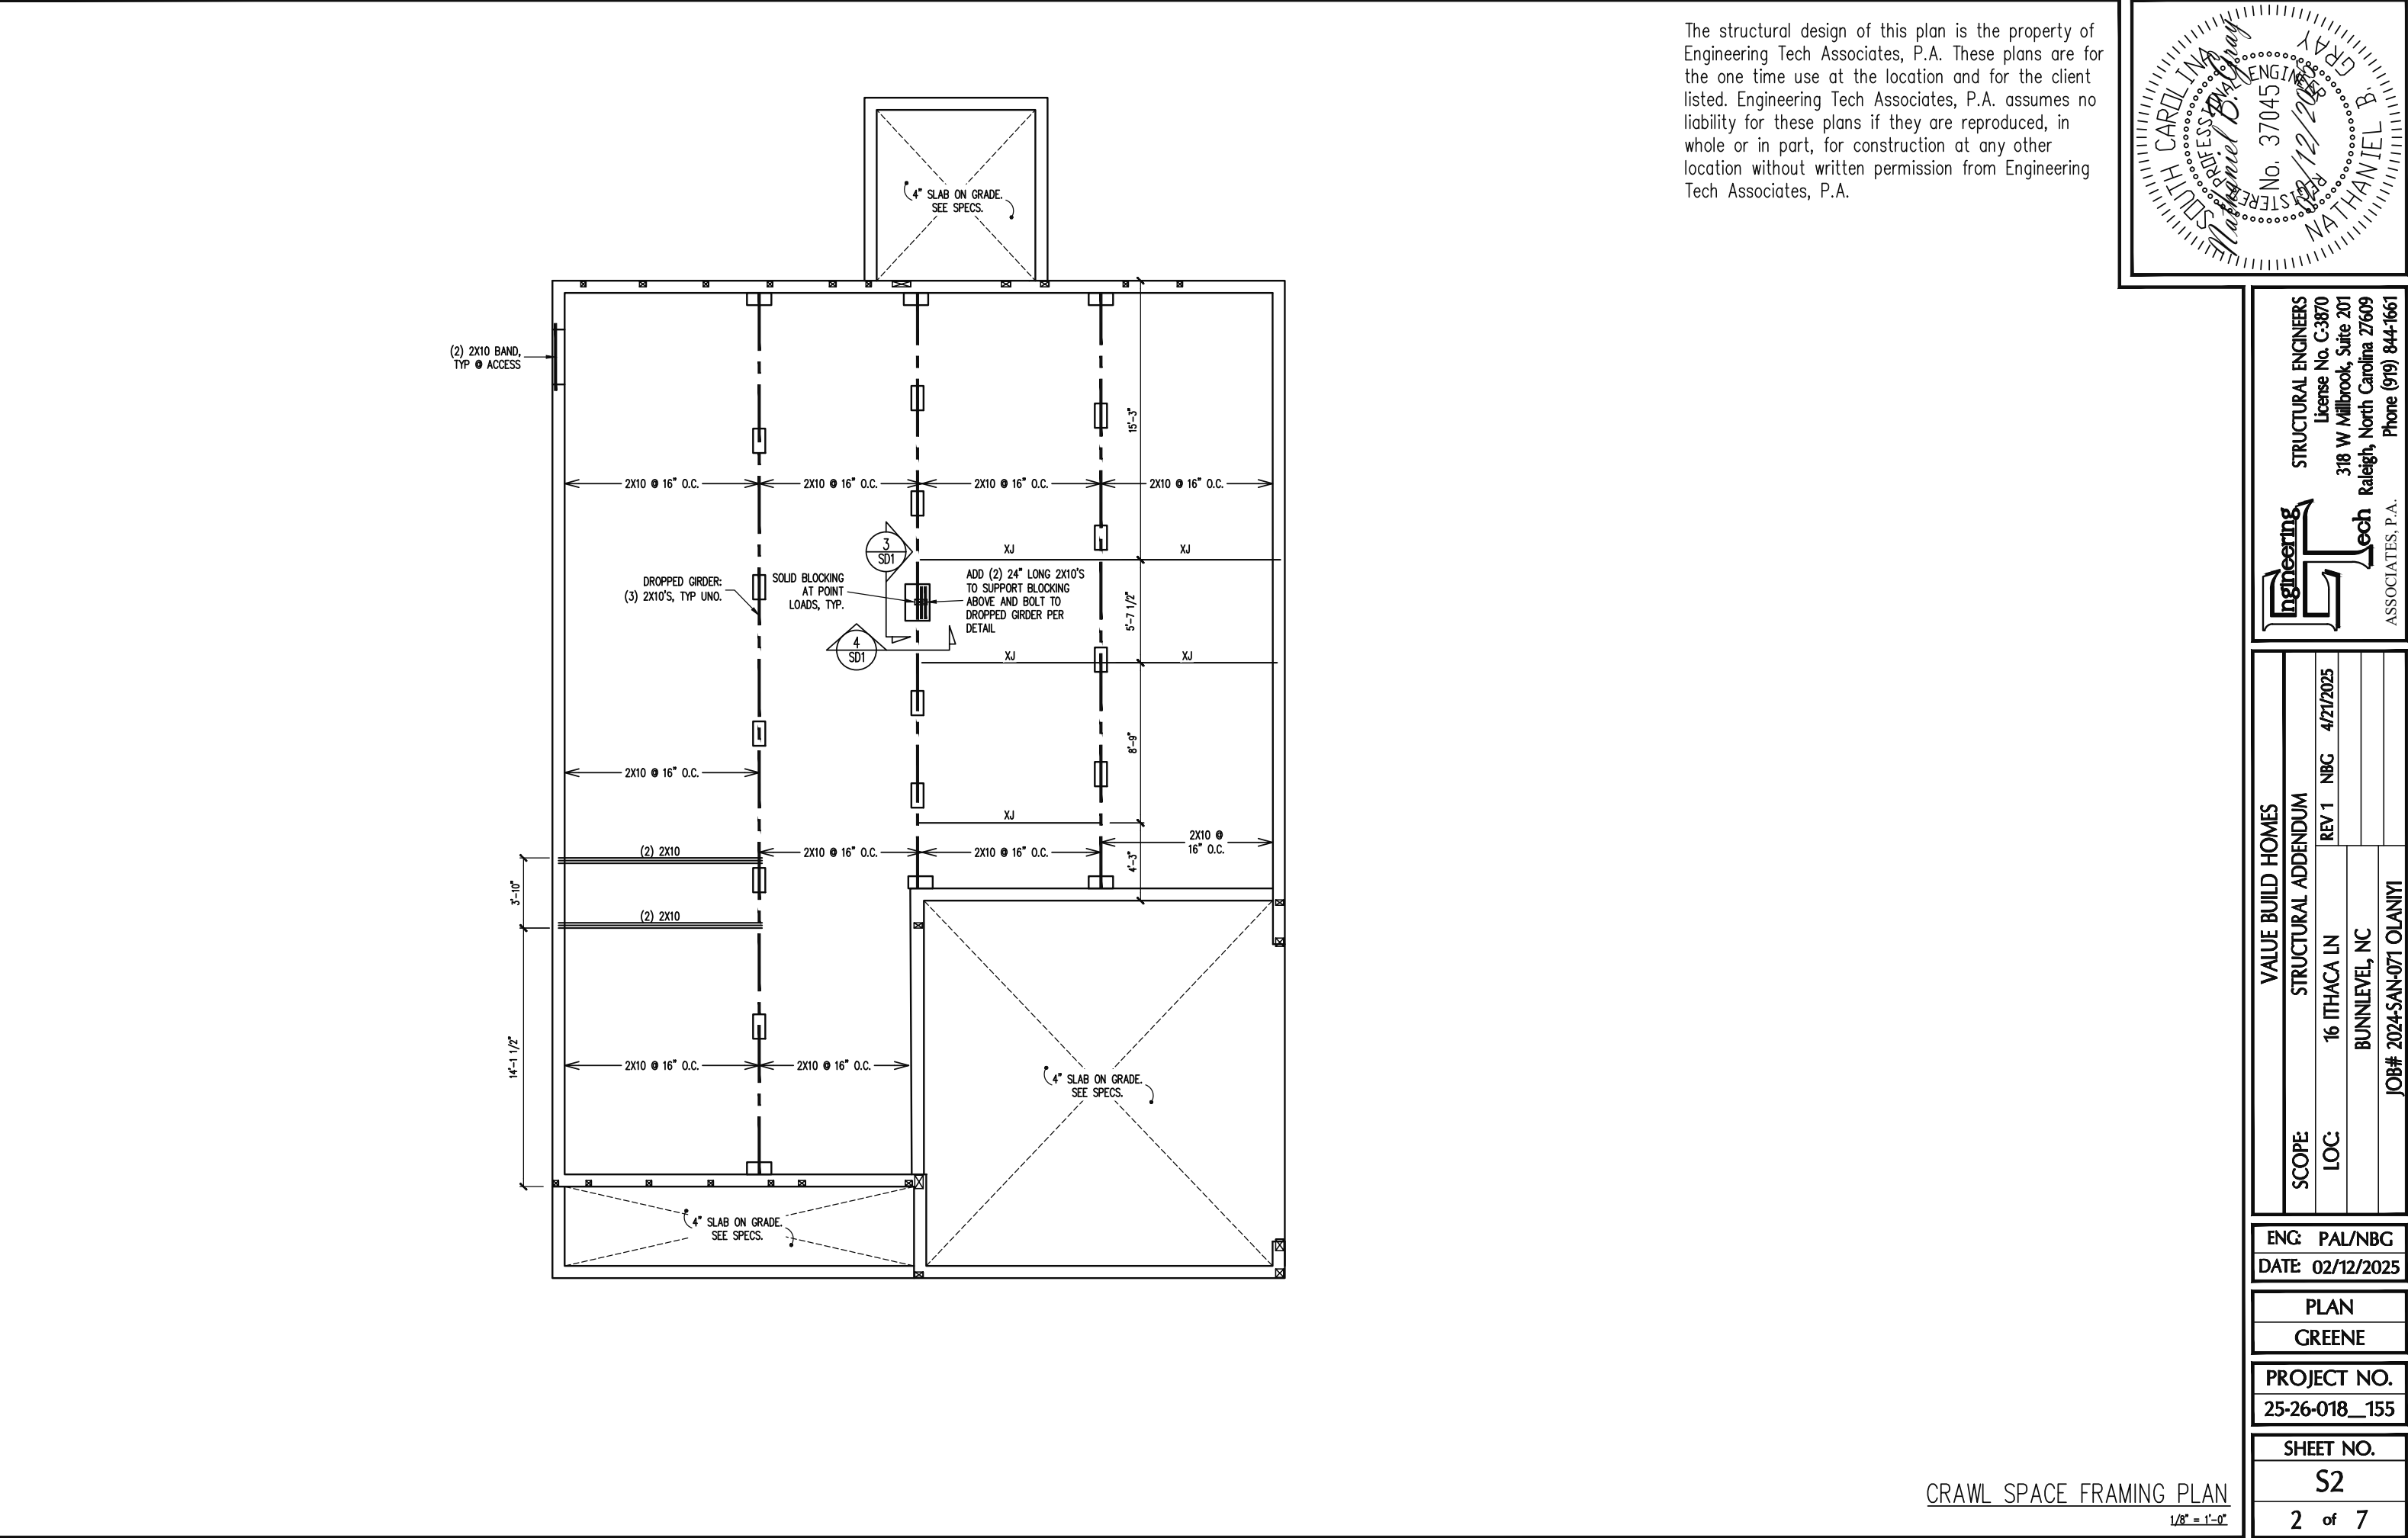 The structural design of this plan is the property of
Engineering Tech Associates, P.A. These plans are for
the one time use at the location and for the client
listed. Engineering Tech Associates, P.A. assumes no
liability for these plans if they are reproduced, in
whole or in part, for construction at any other
location without written permission from Engineering
Tech Associates, P.A.
SOUTH CAROLINA
REGISTERED PROFESSIONAL ENGINEER
No. 37045
NATHANIEL B. GRAY
Nathaniel B. Gray
4" SLAB ON GRADE.
SEE SPECS.
(2) 2X10 BAND,
TYP @ ACCESS
15'-3"
2X10 @ 16" O.C.
2X10 @ 16" O.C.
2X10 @ 16" O.C.
2X10 @ 16" O.C.
3
SD1
XJ
XJ
DROPPED GIRDER:
(3) 2X10'S, TYP UNO.
SOLID BLOCKING
AT POINT
LOADS, TYP.
ADD (2) 24" LONG 2X10'S
TO SUPPORT BLOCKING
ABOVE AND BOLT TO
DROPPED GIRDER PER
DETAIL
5'-7 1/2"
4
SD1
XJ
XJ
8'-9"
2X10 @ 16" O.C.
XJ
2X10 @ 16" O.C.
2X10 @ 16" O.C.
2X10 @
16" O.C.
4'-3"
(2) 2X10
3'-10"
(2) 2X10
14'-1 1/2"
2X10 @ 16" O.C.
2X10 @ 16" O.C.
4" SLAB ON GRADE.
SEE SPECS.
4" SLAB ON GRADE.
SEE SPECS.
CRAWL SPACE FRAMING PLAN
1/8" = 1'-0"
Engineering
Tech
ASSOCIATES, P.A.
STRUCTURAL ENGINEERS
License No. C-3870
318 W Millbrook, Suite 201
Raleigh, North Carolina 27609
Phone (919) 844-1661
VALUE BUILD HOMES
SCOPE: STRUCTURAL ADDENDUM
LOC: 16 ITHACA LN
BUNNLEVEL, NC
JOB# 2024-SAN-071 OLANIYI
REV 1 NBG 4/21/2025
ENG: PAL/NBG
DATE: 02/12/2025
PLAN
GREENE
PROJECT NO.
25-26-018__155
SHEET NO.
S2
2 of 7